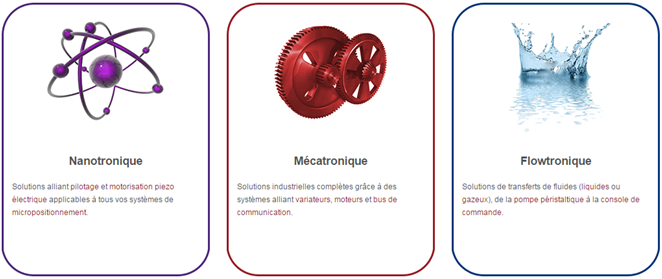 Nanotronique
Solutions alliant pilotage et motorisation piezo
électrique applicables à tous vos systèmes de
micropositionnement.
Mécatronique
Solutions industrielles complètes grâce à des
systèmes alliant variateurs, moteurs et bus de
communication.
Flowtronique
Solutions de transferts de fluides (liquides ou
gazeux), de la pompe péristaltique à la console de
commande.